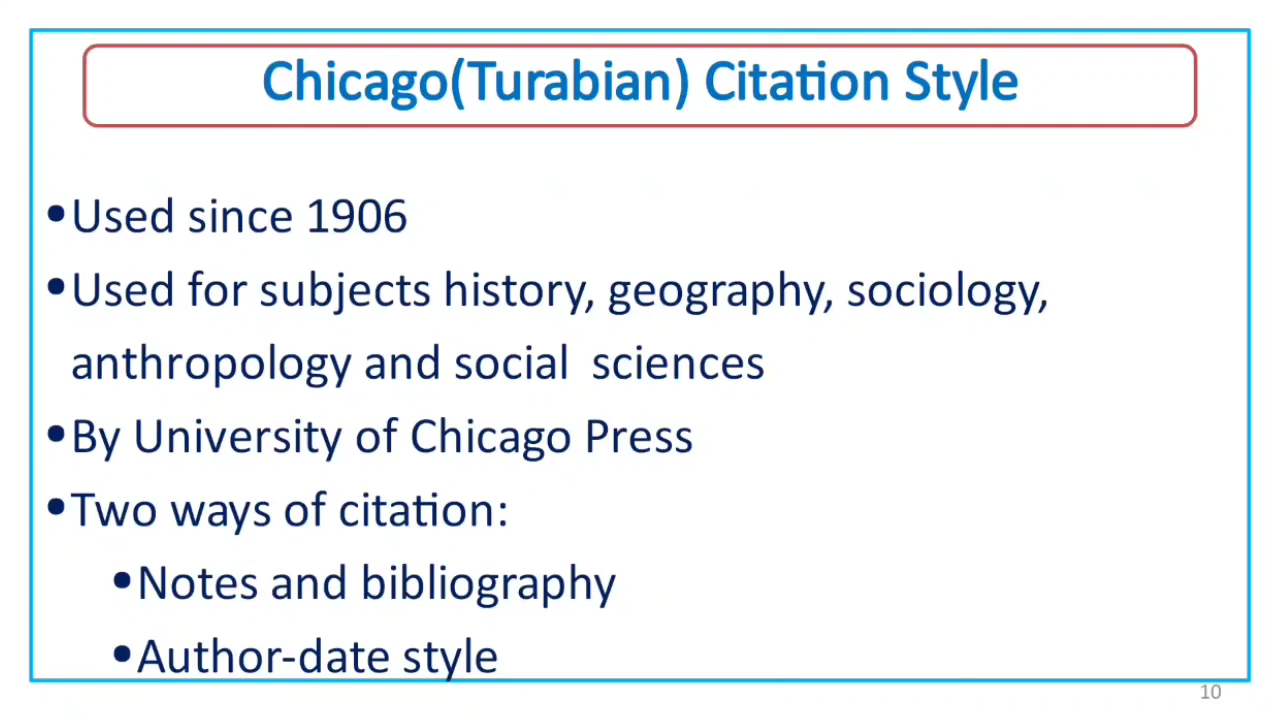 Chicago(Turabian) Citation Style
•Used since 1906
•Used for subjects history, geography, sociology,
anthropology and social  sciences
•By University of Chicago Press
•Two ways of citation:
•Notes and bibliography
•Author-date style
10